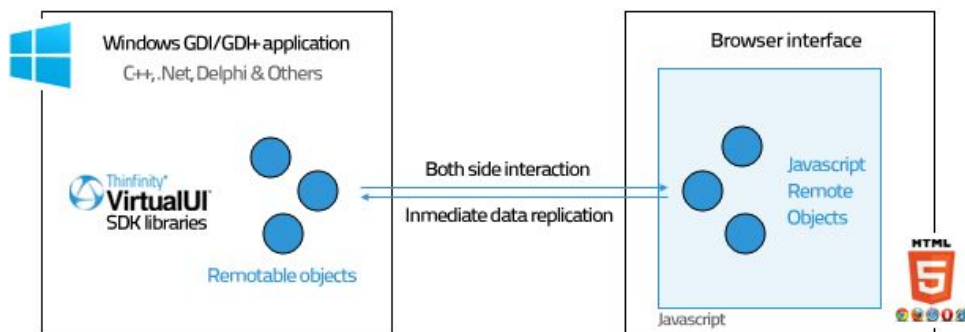 Windows GDI/GDI+ application
C++, .Net, Delphi & Others
Thinfinity®
VirtualUI
SDK libraries
Remotable objects
Both side interaction
Inmediate data replication
Browser interface
Javascript
Remote
Objects
Javascript
HTML
5